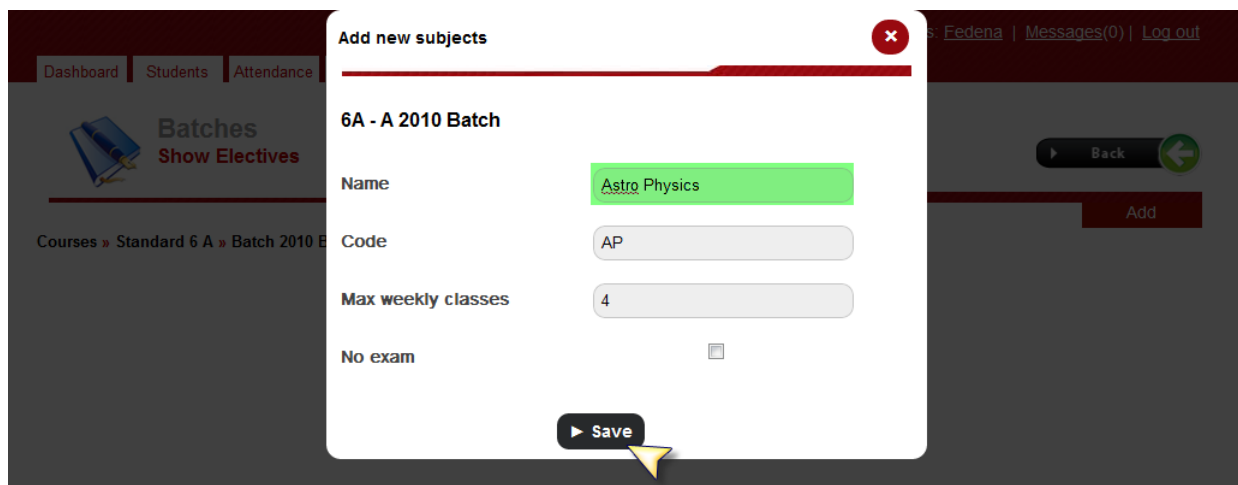 Add new subjects
s: Fedena | Messages(0) | Log out
Dashboard Students Attendance
6A - A 2010 Batch
Batches
Show Electives
Back
Name Astro Physics
Add
Courses » Standard 6 A » Batch 2010 B
Code AP
Max weekly classes 4
No exam
Save